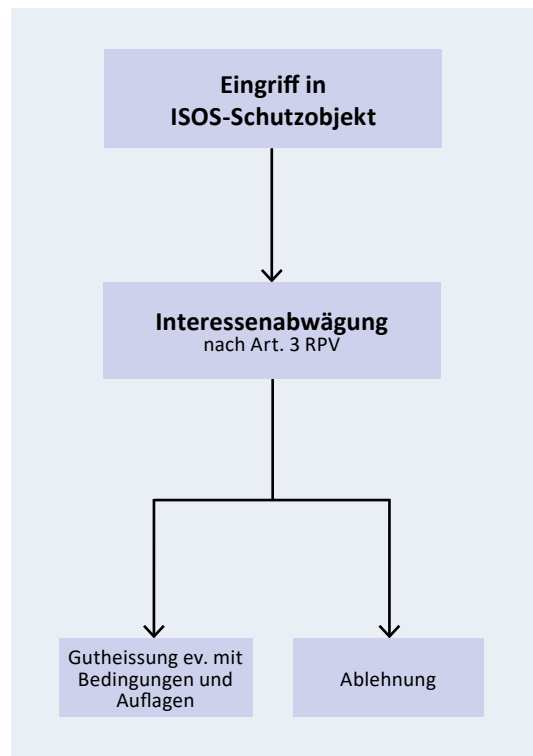 Eingriff in
ISOS-Schutzobjekt
Interessenabwägung
nach Art. 3 RPV
Gutheissung ev. mit
Bedingungen und
Auflagen
Ablehnung